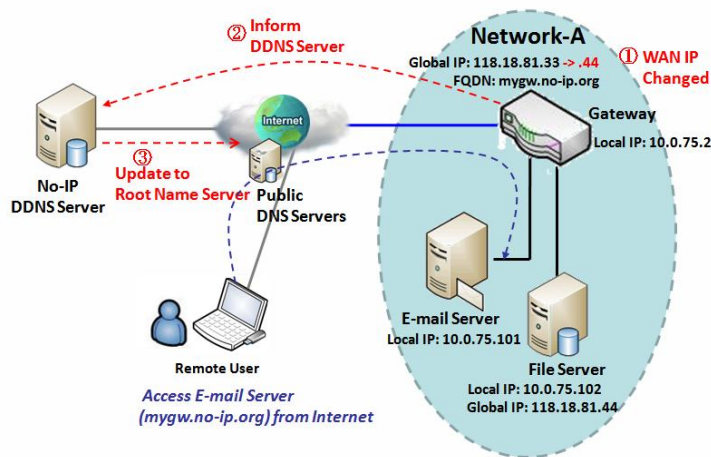 Network-A
Global IP: 118.18.81.33 -> .44
FQDN: mygw.no-ip.org
① WAN IP
Changed
② Inform
DDNS Server
Gateway
Local IP: 10.0.75.2
Internet
③
Update to
Root Name Server
No-IP
DDNS Server
Public
DNS Servers
E-mail Server
Local IP: 10.0.75.101
Remote User
File Server
Local IP: 10.0.75.102
Global IP: 118.18.81.44
Access E-mail Server
(mygw.no-ip.org) from Internet